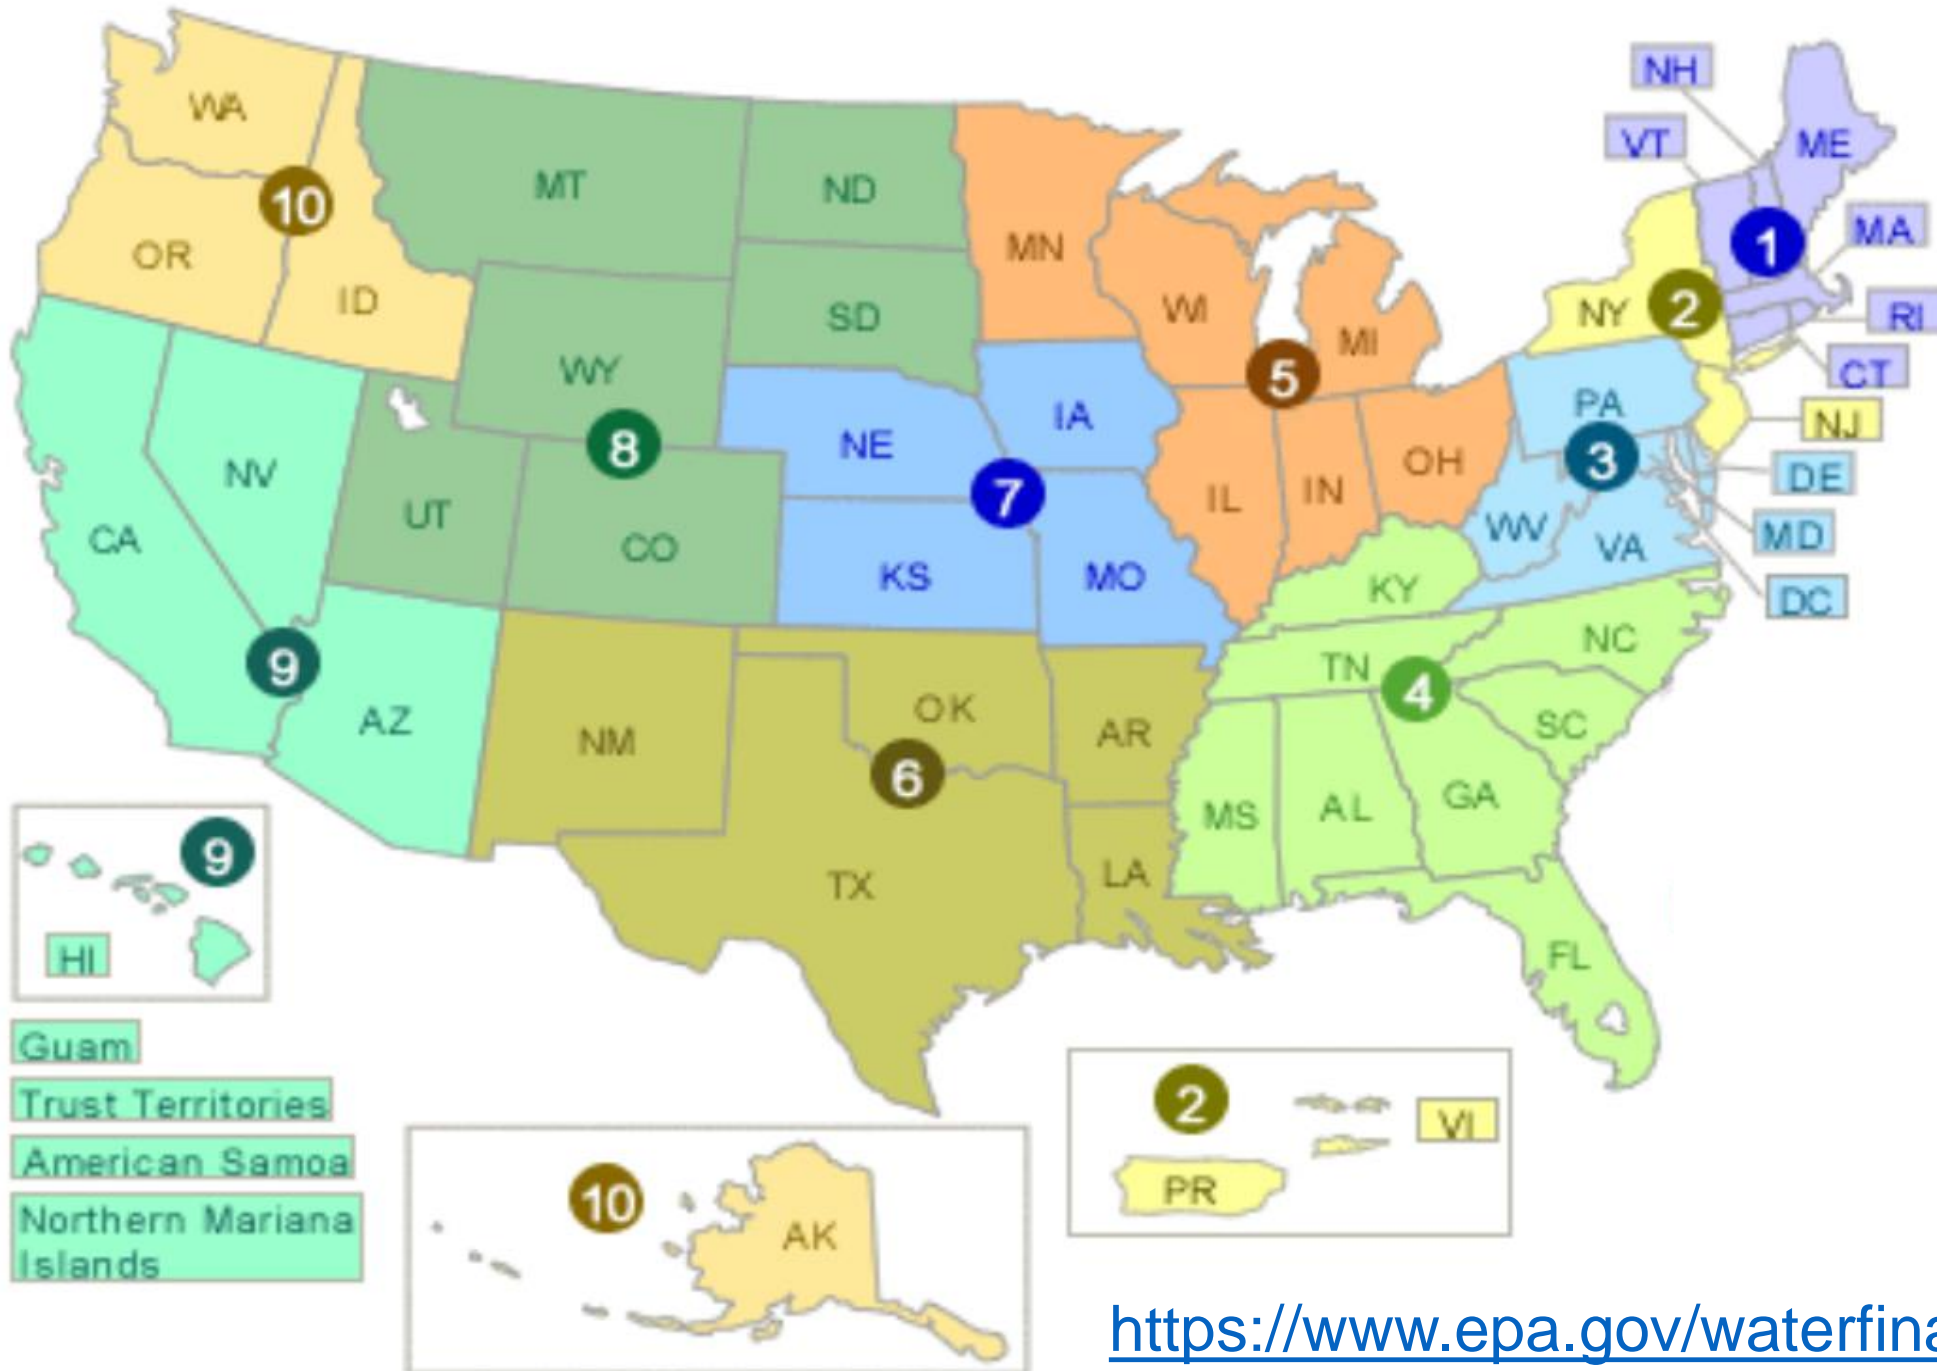 NH
WA
VT
ME
MT
ND
10
MN
MA
OR
1
ID
SD
WI
NY
2
RI
MI
WY
5
CT
PA
IA
NJ
8
NE
NV
3
OH
DE
7
IL
IN
UT
WV
CA
CO
VA
MD
KS
MO
KY
DC
NC
9
TN
4
OK
AZ
AR
SC
NM
6
GA
MS
AL
9
TX
LA
HI
FL
Guam
Trust Territories
2
VI
American Samoa
PR
10
Northern Mariana
Islands
AK
https://www.epa.gov/waterfina